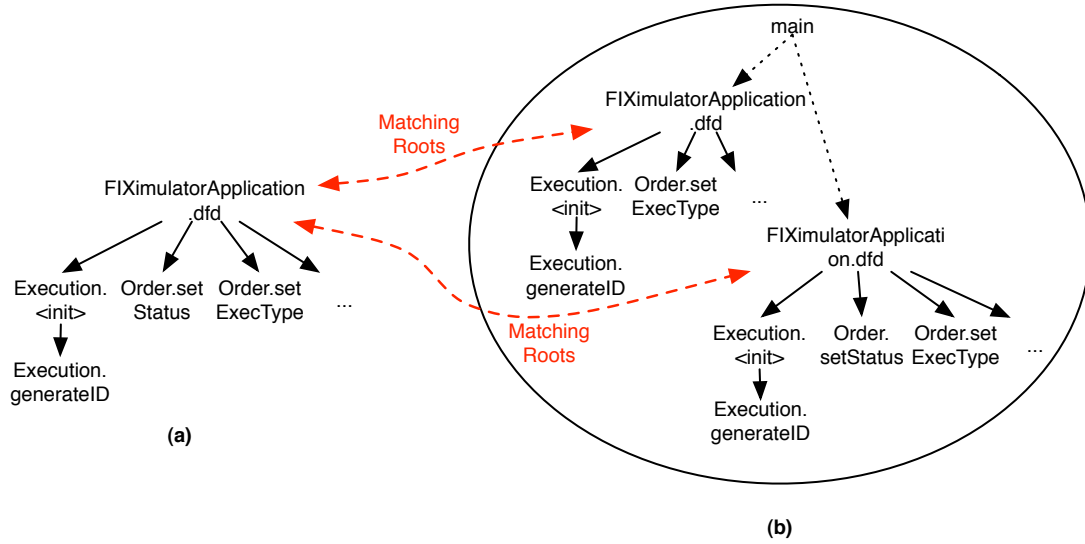 main
FIXimulatorApplication
.dfd
Matching
Roots
Execution.
<init>
Order.set
ExecType
...
FIXimulatorApplication
.dfd
FIXimulatorApplicati
on.dfd
Execution.
generateID
Execution.
<init>
Order.set
Status
Order.set
ExecType
...
Matching
Roots
Execution.
<init>
Order.
setStatus
Order.set
ExecType
...
Execution.
generateID
Execution.
generateID
(a)
(b)